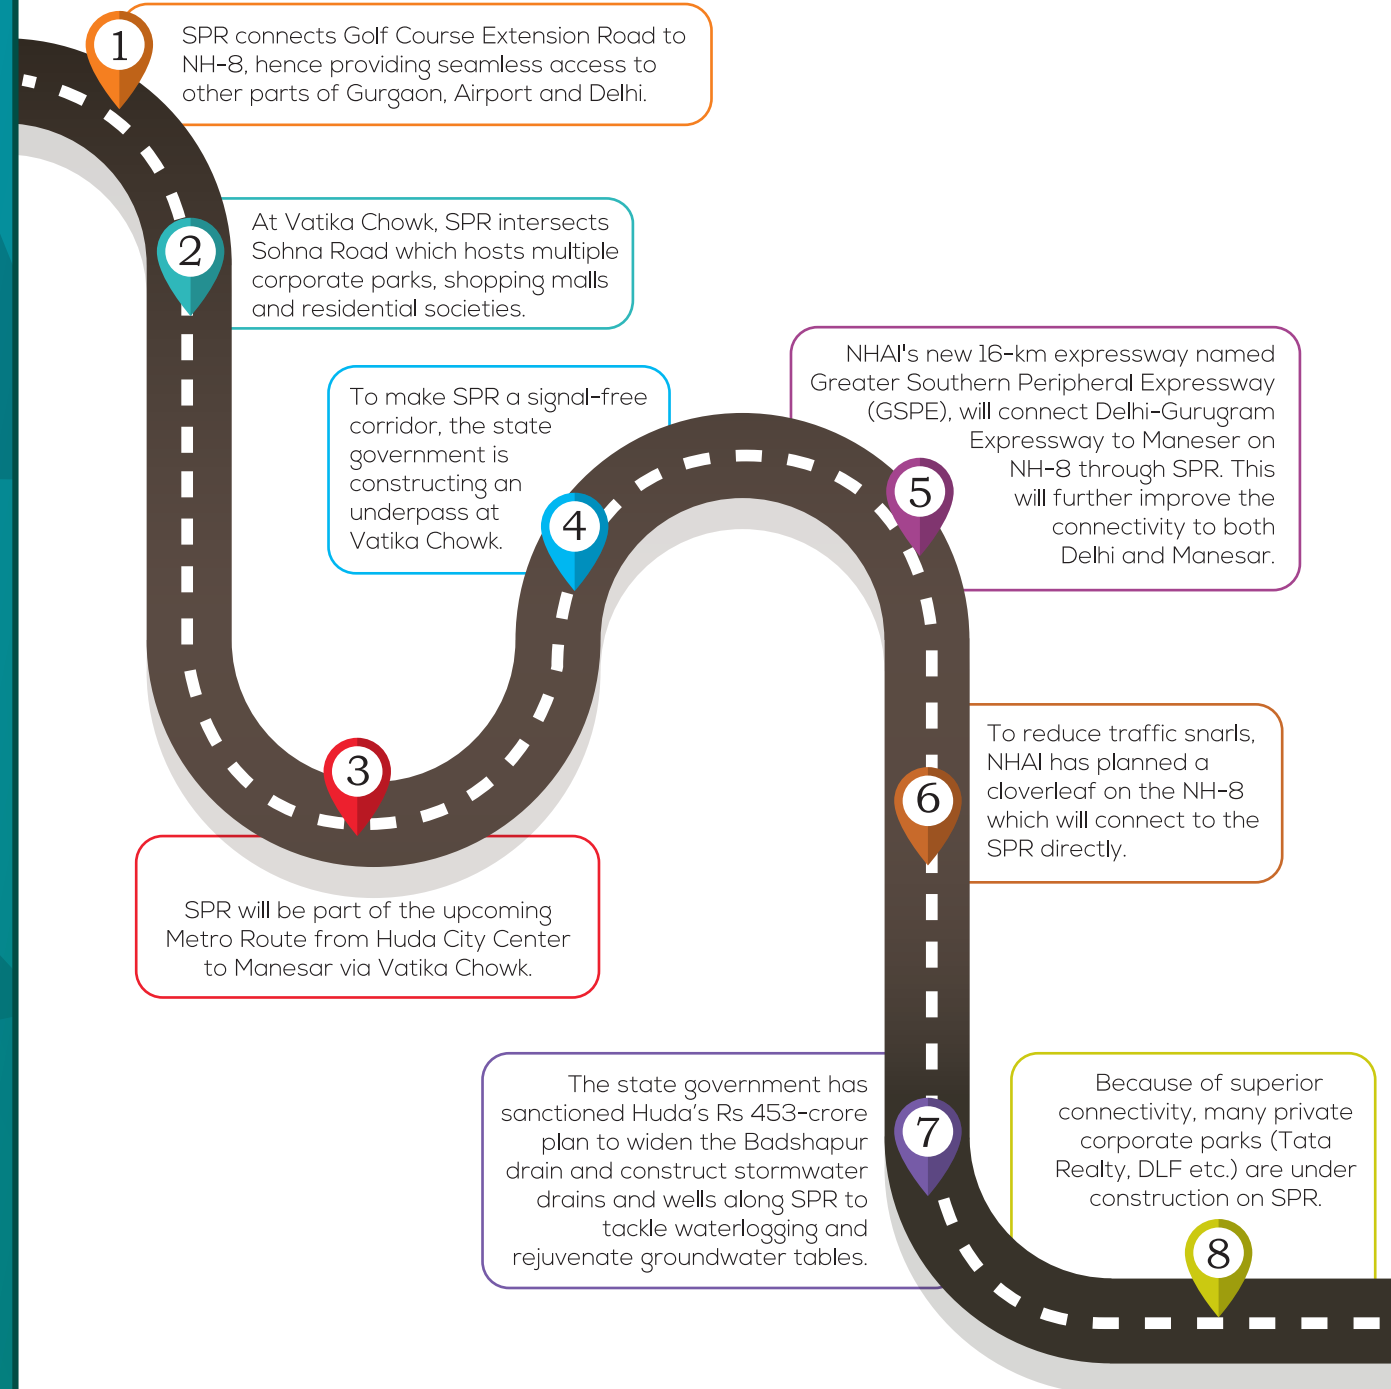 1
SPR connects Golf Course Extension Road to
NH-8, hence providing seamless access to
other parts of Gurgaon, Airport and Delhi.
2
At Vatika Chowk, SPR intersects
Sohna Road which hosts multiple
corporate parks, shopping malls
and residential societies.
3
SPR will be part of the upcoming
Metro Route from Huda City Center
to Manesar via Vatika Chowk.
4
To make SPR a signal-free
corridor, the state
government is
constructing an
underpass at
Vatika Chowk.
5
NHAI's new 16-km expressway named
Greater Southern Peripheral Expressway
(GSPE), will connect Delhi-Gurugram
Expressway to Maneser on
NH-8 through SPR. This
will further improve the
connectivity to both
Delhi and Manesar.
6
To reduce traffic snarls,
NHAI has planned a
cloverleaf on the NH-8
which will connect to the
SPR directly.
7
The state government has
sanctioned Huda's Rs 453-crore
plan to widen the Badshapur
drain and construct stormwater
drains and wells along SPR to
tackle waterlogging and
rejuvenate groundwater tables.
8
Because of superior
connectivity, many private
corporate parks (Tata
Realty, DLF etc.) are under
construction on SPR.